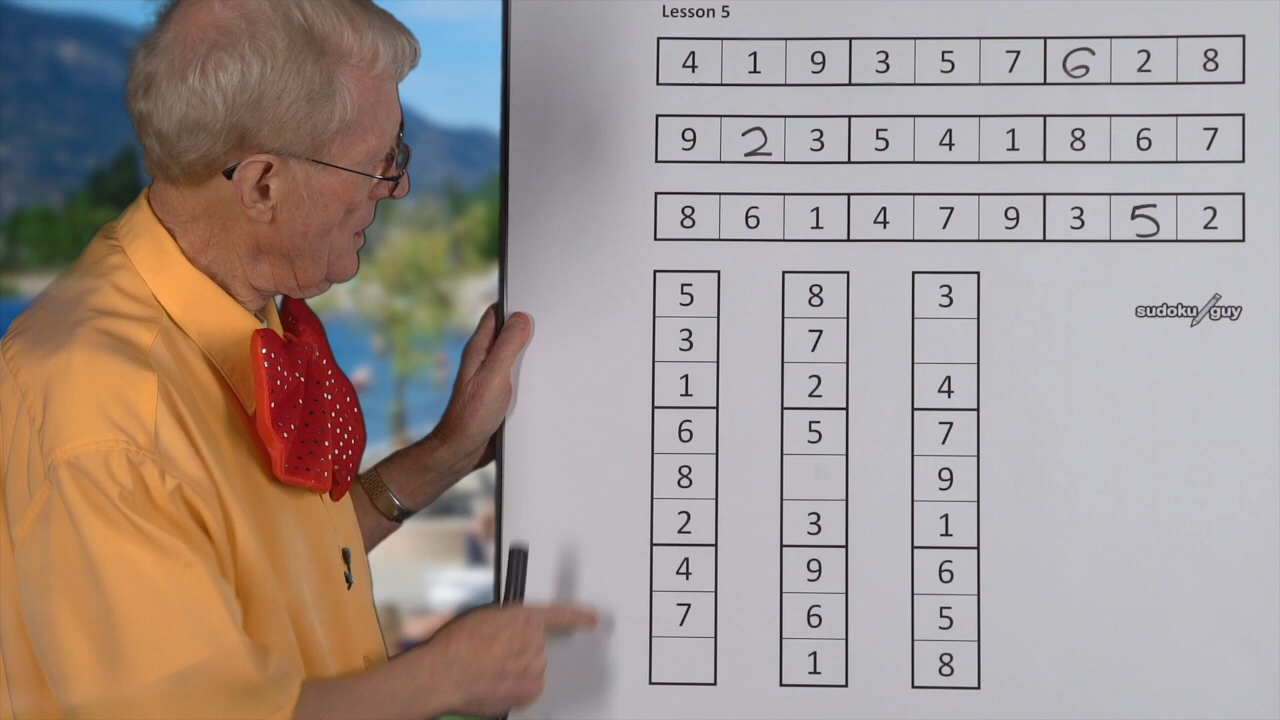 Lesson 5
4 1 9 3 5 7 6 2 8
9 2 3 5 4 1 8 6 7
8 6 1 4 7 9 3 5 2
5 8 3
3 7
1 2 4
6 5 7
8 9
2 3 1
4 9 6
7 6 5
1 8
sudoku guy